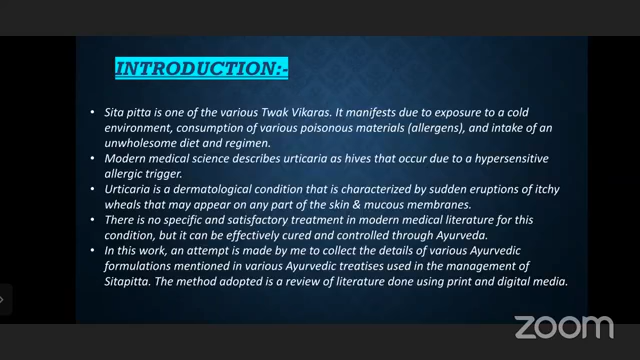 INTRODUCTION:-
• Sita pitta is one of the various Twak Vikaras. It manifests due to exposure to a cold
environment, consumption of various poisonous materials (allergens), and intake of an
unwholesome diet and regimen.
• Modern medical science describes urticaria as hives that occur due to a hypersensitive
allergic trigger.
• Urticaria is a dermatological condition that is characterized by sudden eruptions of itchy
wheals that may appear on any part of the skin & mucous membranes.
• There is no specific and satisfactory treatment in modern medical literature for this
condition, but it can be effectively cured and controlled through Ayurveda.
• In this work, an attempt is made by me to collect the details of various Ayurvedic
formulations mentioned in various Ayurvedic treatises used in the management of
Sitapitta. The method adopted is a review of literature done using print and digital media.
zoom